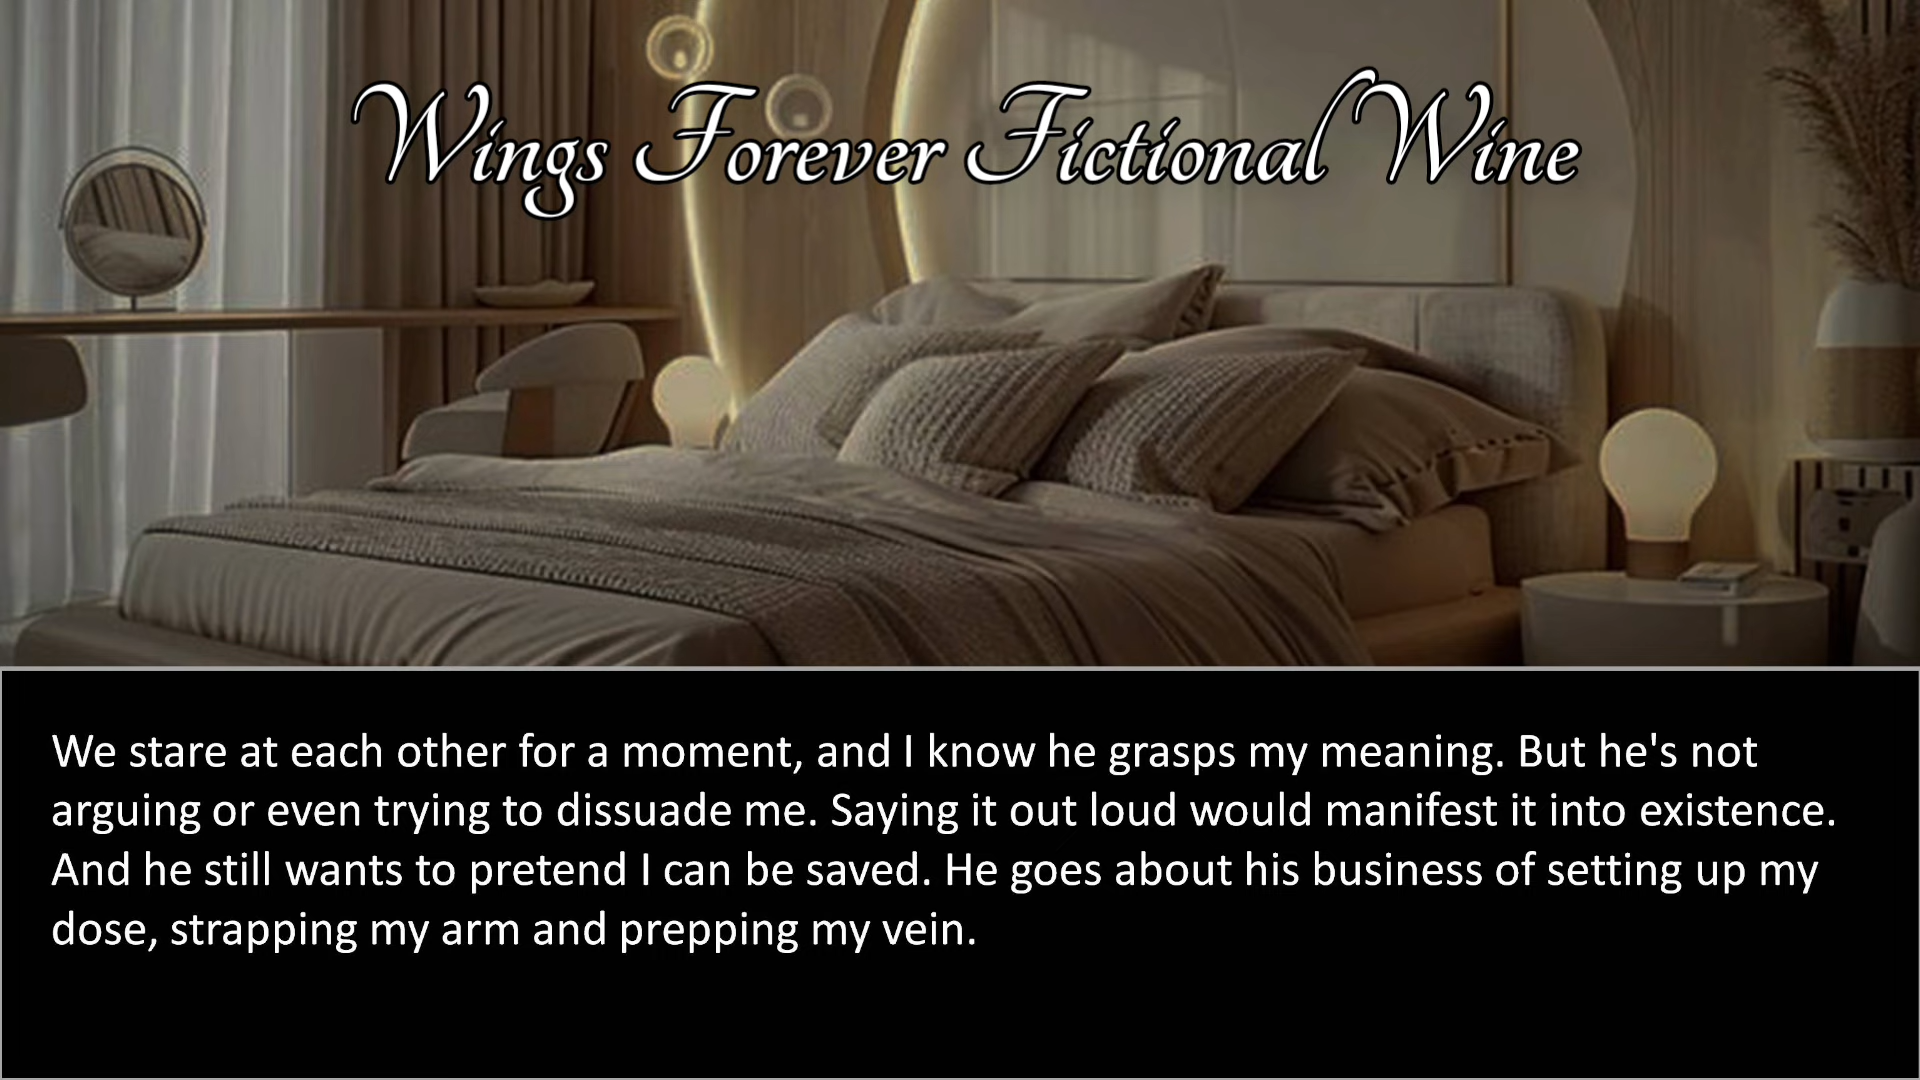 Wings Forever Fictional Wine
We stare at each other for a moment, and I know he grasps my meaning. But he's not
arguing or even trying to dissuade me. Saying it out loud would manifest it into existence.
And he still wants to pretend I can be saved. He goes about his business of setting up my
dose, strapping my arm and prepping my vein.